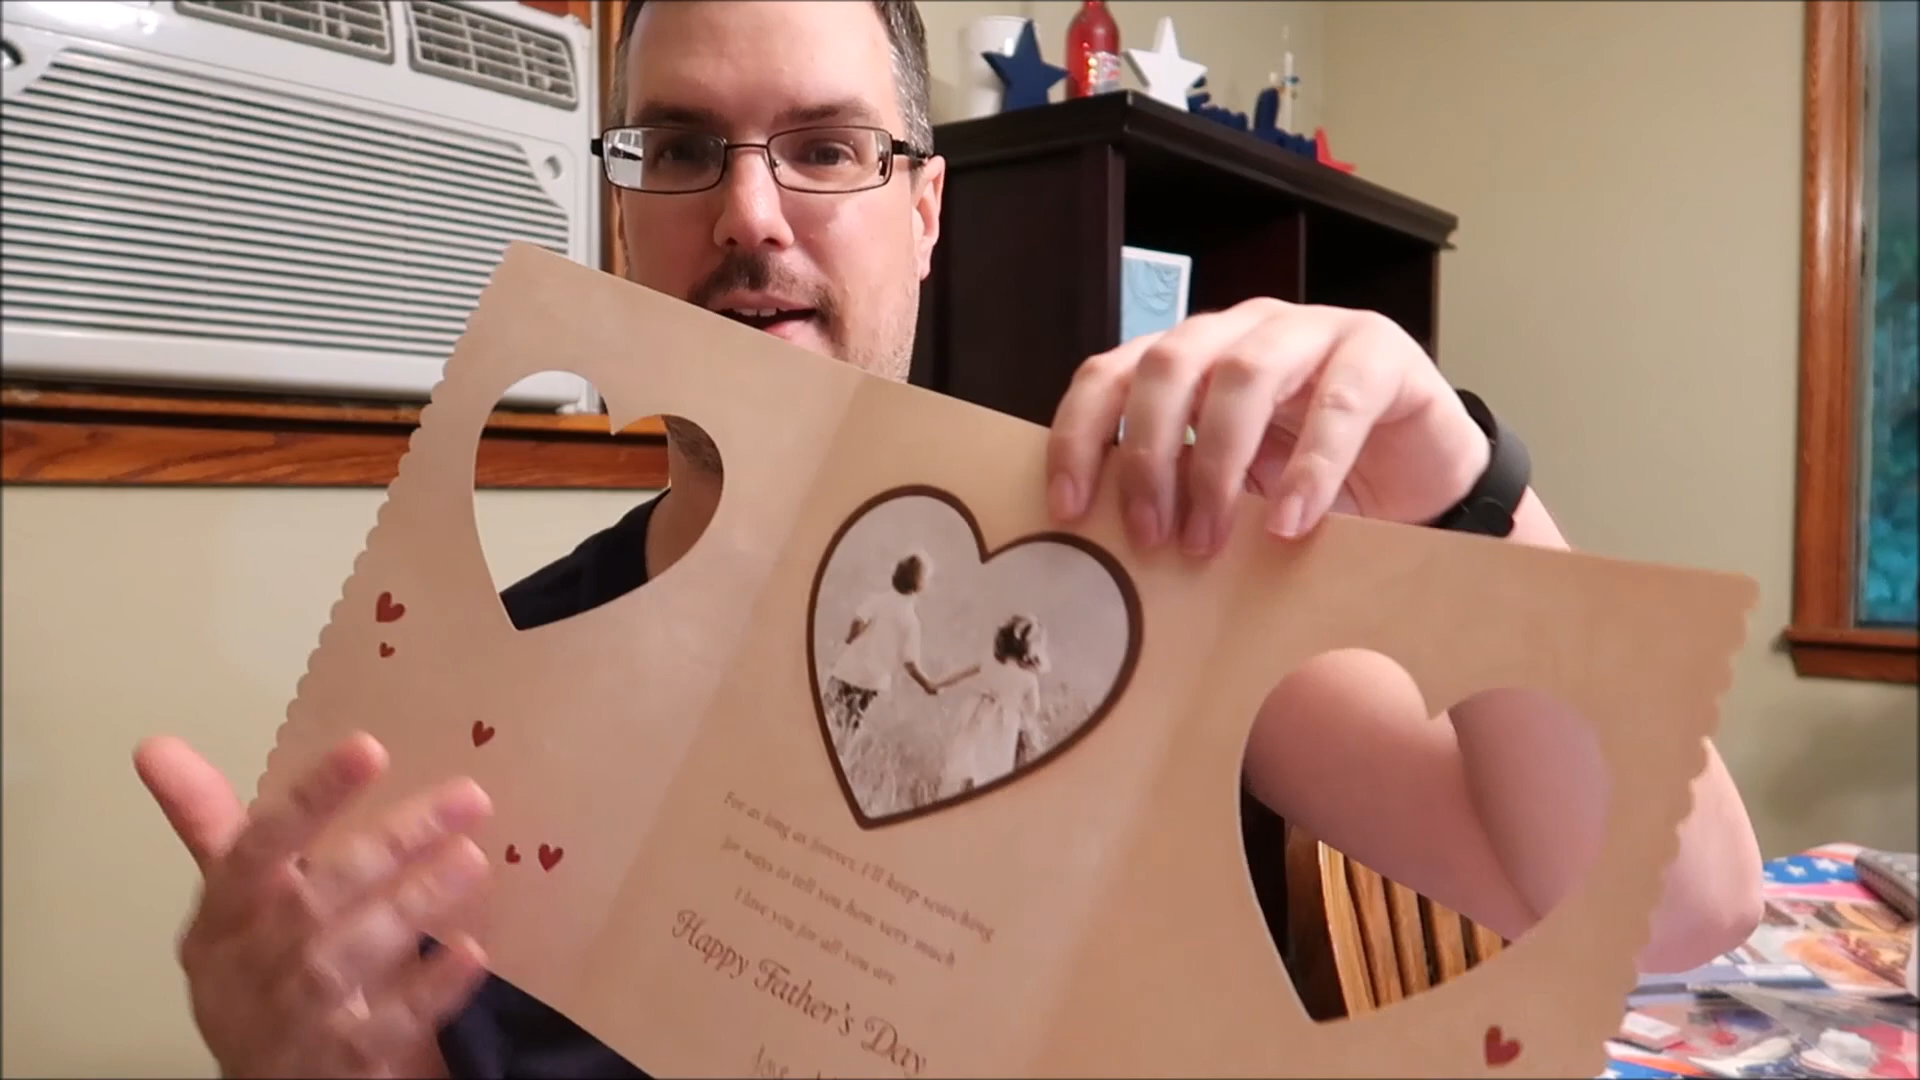 For as long as forever, I'll keep searching
for ways to tell you how very much
I love you for all you are.
Happy Father's Day
Love